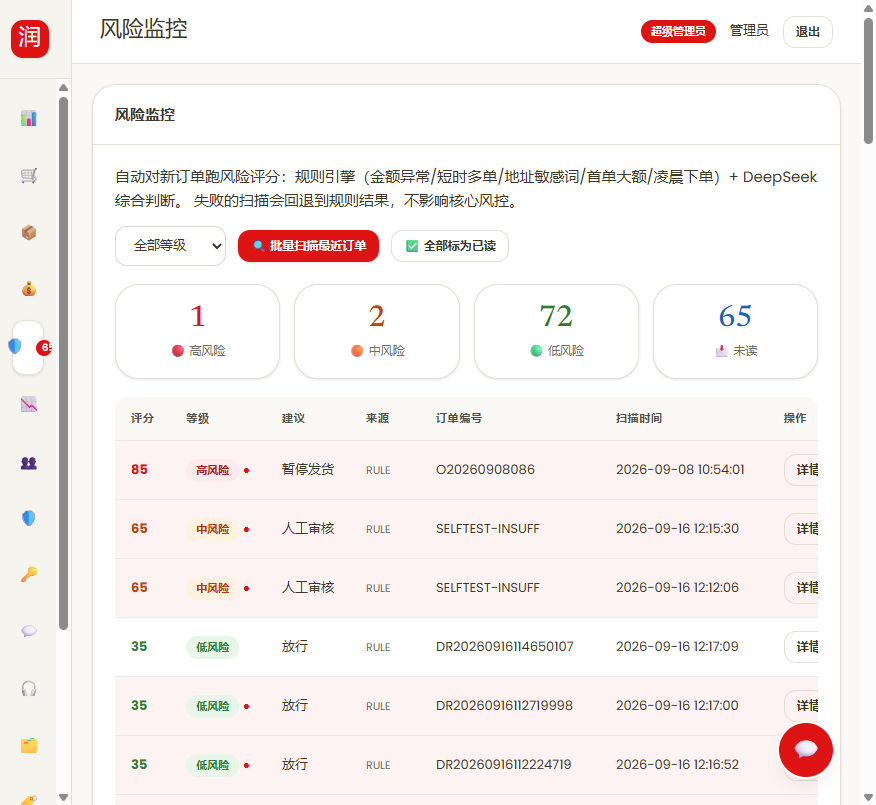 润
风险监控
超级管理员
管理员
退出
风险监控
自动对新订单跑风险评分：规则引擎（金额异常/短时多单/地址敏感词/首单大额/凌晨下单）+ DeepSeek
综合判断。 失败的扫描会回退到规则结果，不影响核心风控。
全部等级
批量扫描最近订单
全部标为已读
1
高风险
2
中风险
72
低风险
65
未读
65
评分 等级 建议 来源 订单编号 扫描时间 操作
85 高风险 暂停发货 RULE O20260908086 2026-09-08 10:54:01 详情
65 中风险 人工审核 RULE SELFTEST-INSUFF 2026-09-16 12:15:30 详情
65 中风险 人工审核 RULE SELFTEST-INSUFF 2026-09-16 12:12:06 详情
35 低风险 放行 RULE DR20260916114650107 2026-09-16 12:17:09 详情
35 低风险 放行 RULE DR20260916112719998 2026-09-16 12:17:00 详情
35 低风险 放行 RULE DR20260916112224719 2026-09-16 12:16:52